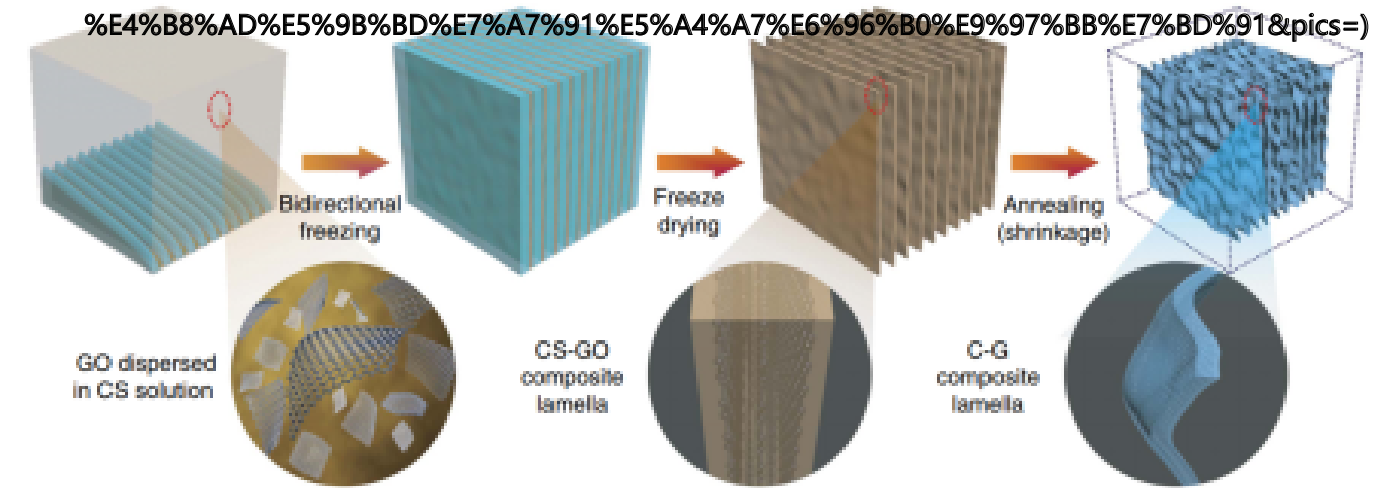 %E4%B8%AD%E5%9B%BD%E7%A7%91%E5%A4%A7%E6%96%B0%E9%97%BB%E7%BD%91&pics=)
Bidirectional
freezing
Freeze
drying
Annealing
(shrinkage)
GO dispersed
in CS solution
CS-GO
composite
lamella
C-G
composite
lamella